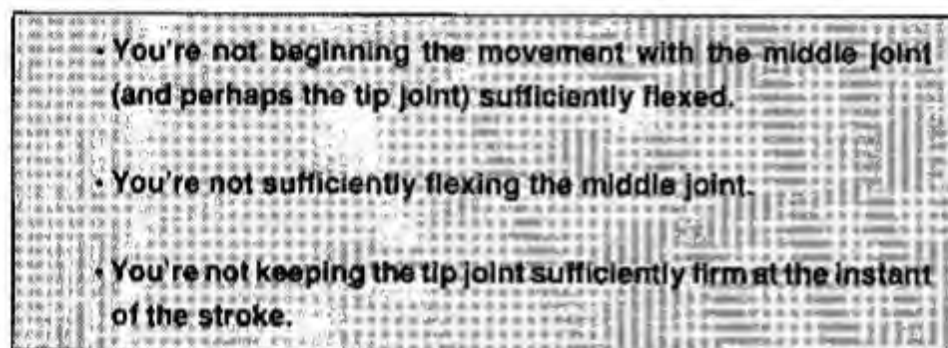 · You're not beginning the movement with the middle joint
(and perhaps the tip joint) sufficiently flexed.
· You're not sufficiently flexing the middle joint.
· You're not keeping the tip joint sufficiently firm at the instant
of the stroke.